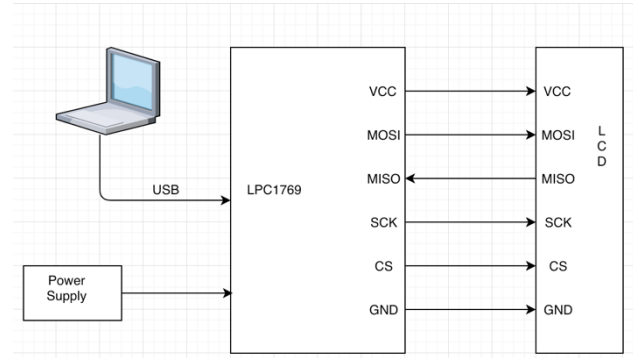 VCC
VCC
MOSI
MOSI
L
C
D
MISO
MISO
USB
LPC1769
SCK
SCK
CS
CS
Power
Supply
GND
GND